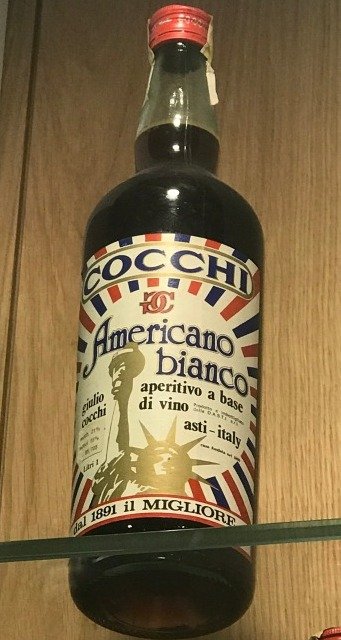 COCCHI
GC
Americano
bianco
giulio
cocchi
aperitivo a base
di vino
asti-italy
Litri 1
dal 1891 il MIGLIORE